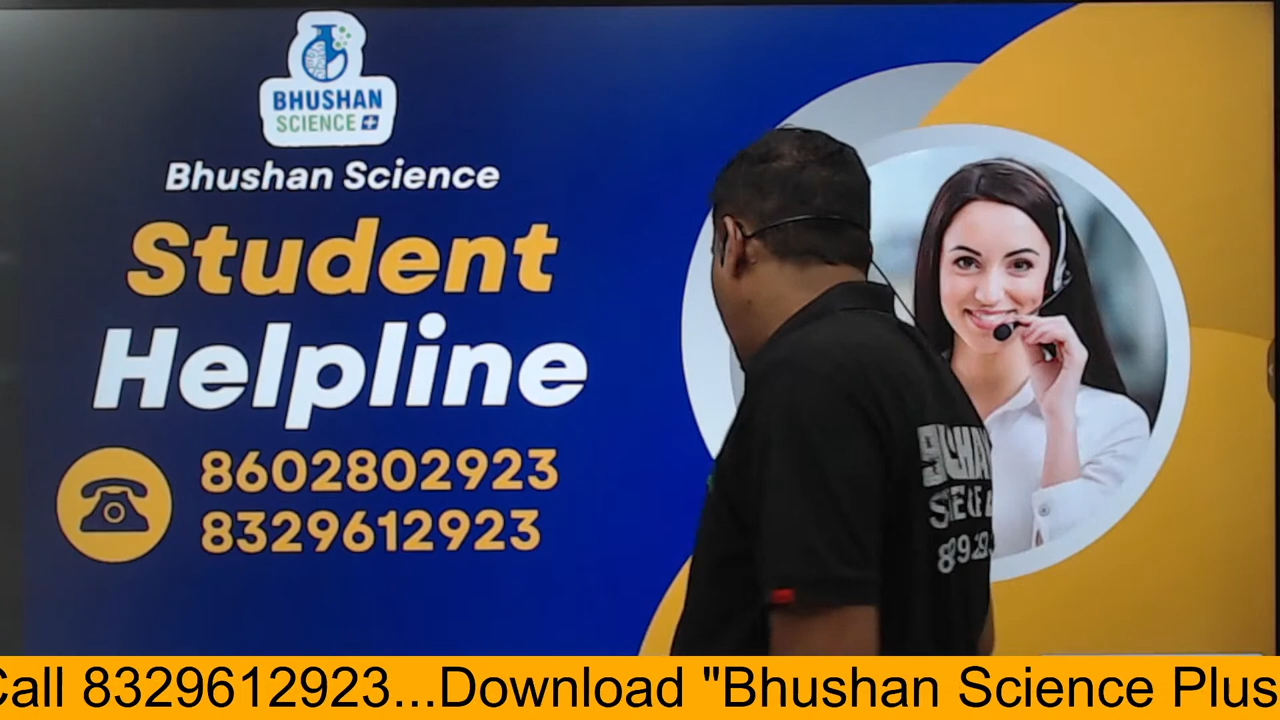 BHUSHAN
SCIENCE +
Bhushan Science
Student
Helpline
8602802923
8329612923
Call 8329612923...Download "Bhushan Science Plus